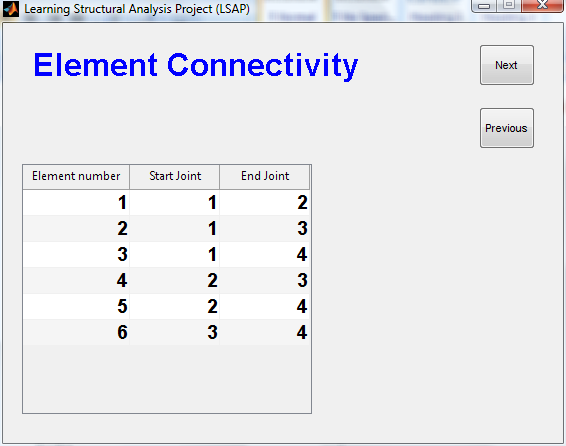 Learning Structural Analysis Project (LSAP)
Element Connectivity
Next
Previous
Element number Start Joint End Joint
1 1 2
2 1 3
3 1 4
4 2 3
5 2 4
6 3 4